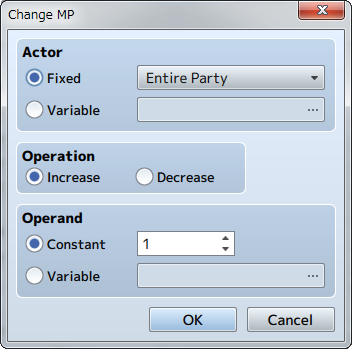 Change MP
Actor
Fixed Entire Party
Variable ...
Operation
Increase Decrease
Operand
Constant 1
Variable ...
OK Cancel